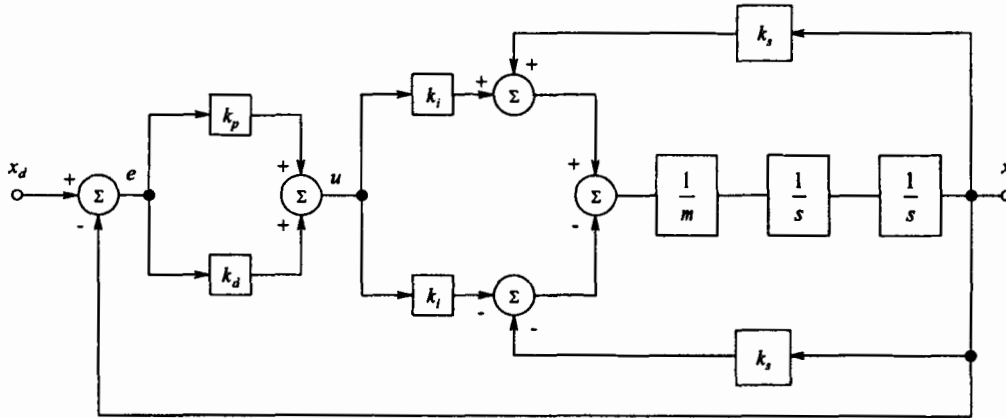 k_s
+ +
k_i Σ
k_p
x_d + e + u + x
Σ Σ Σ 1/m 1/s 1/s
- + -
k_d k_i Σ
- -
k_s